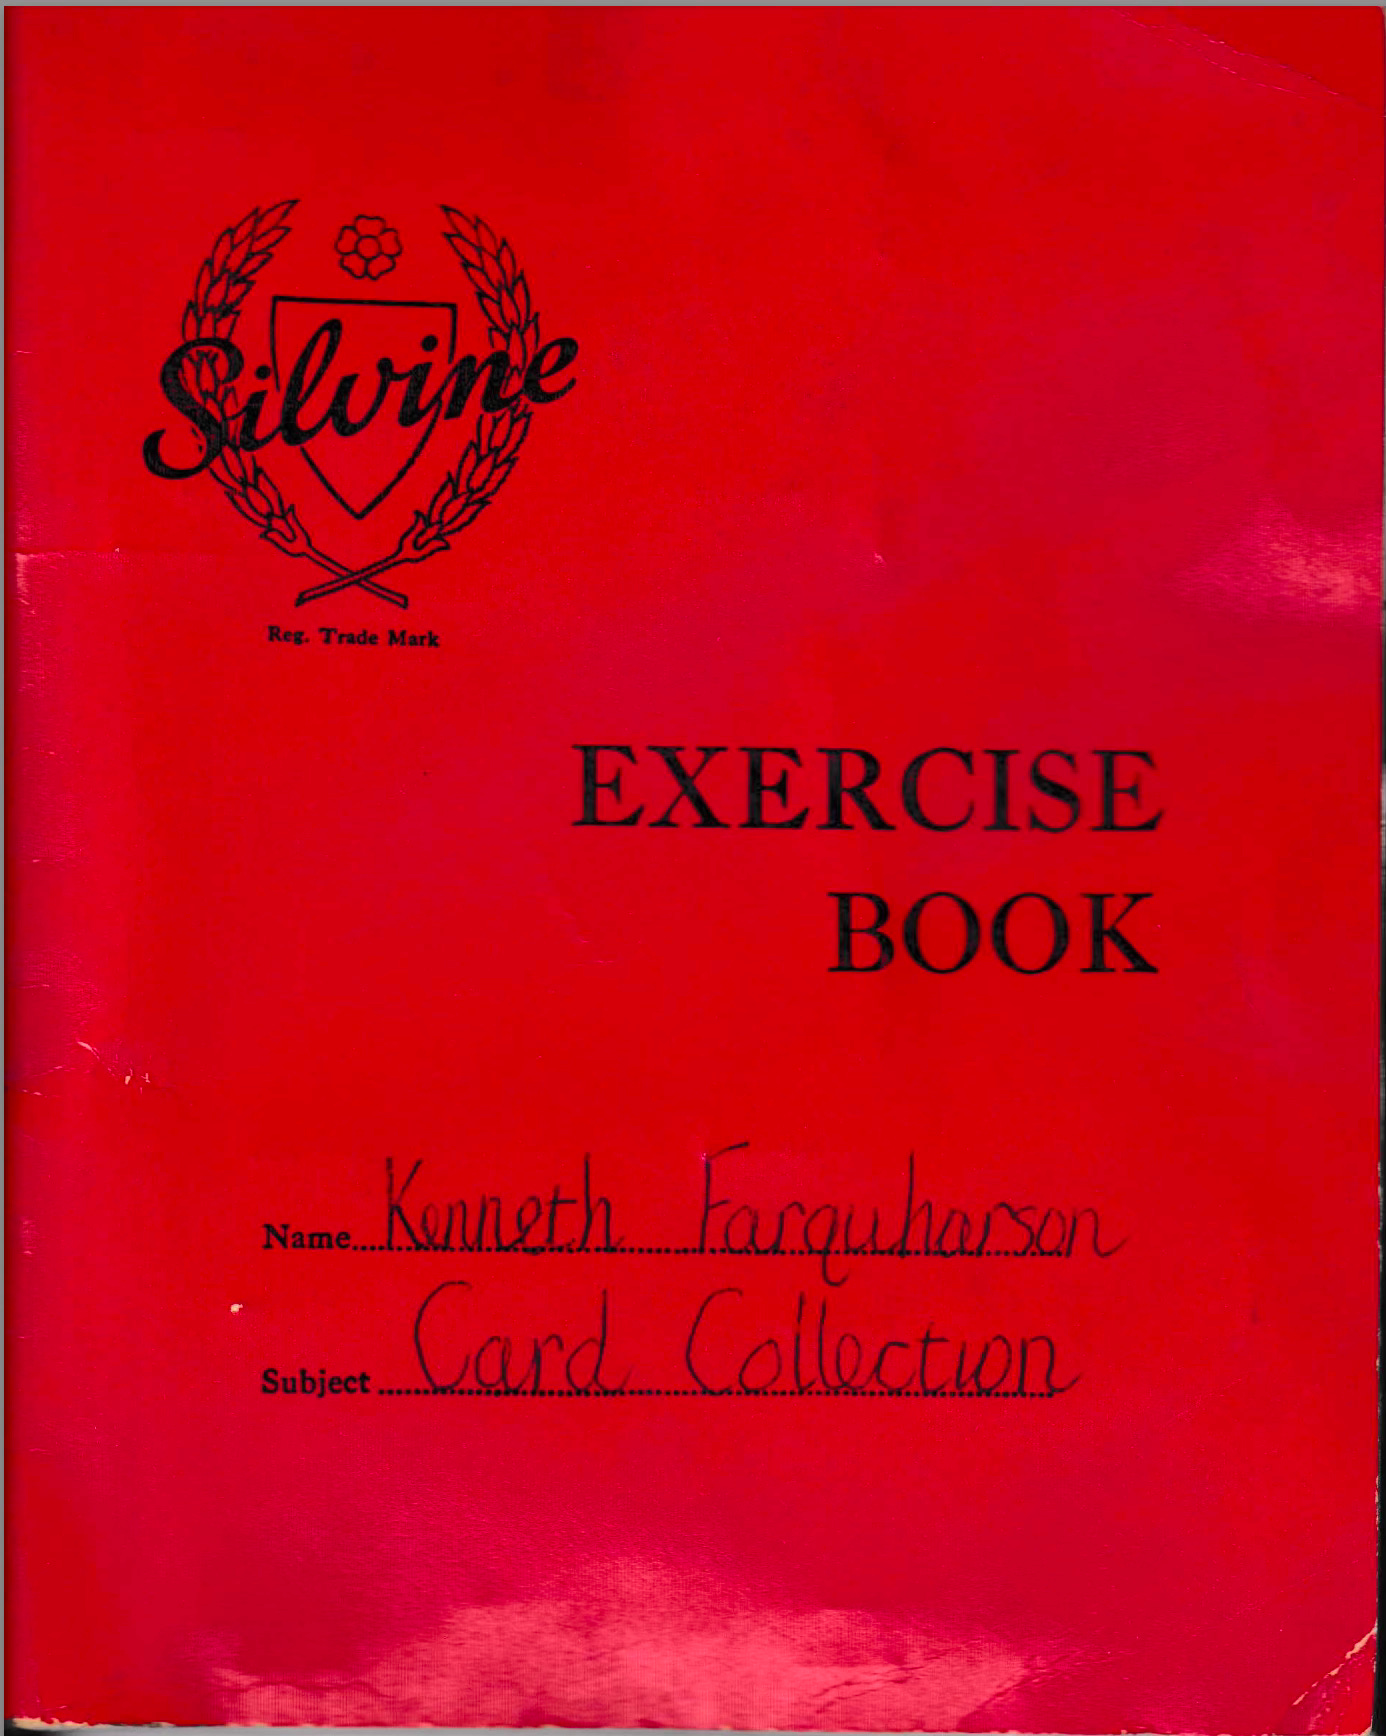 Silvine
Reg. Trade Mark
EXERCISE
BOOK
Name Kenneth Farquharson
Subject Card Collection